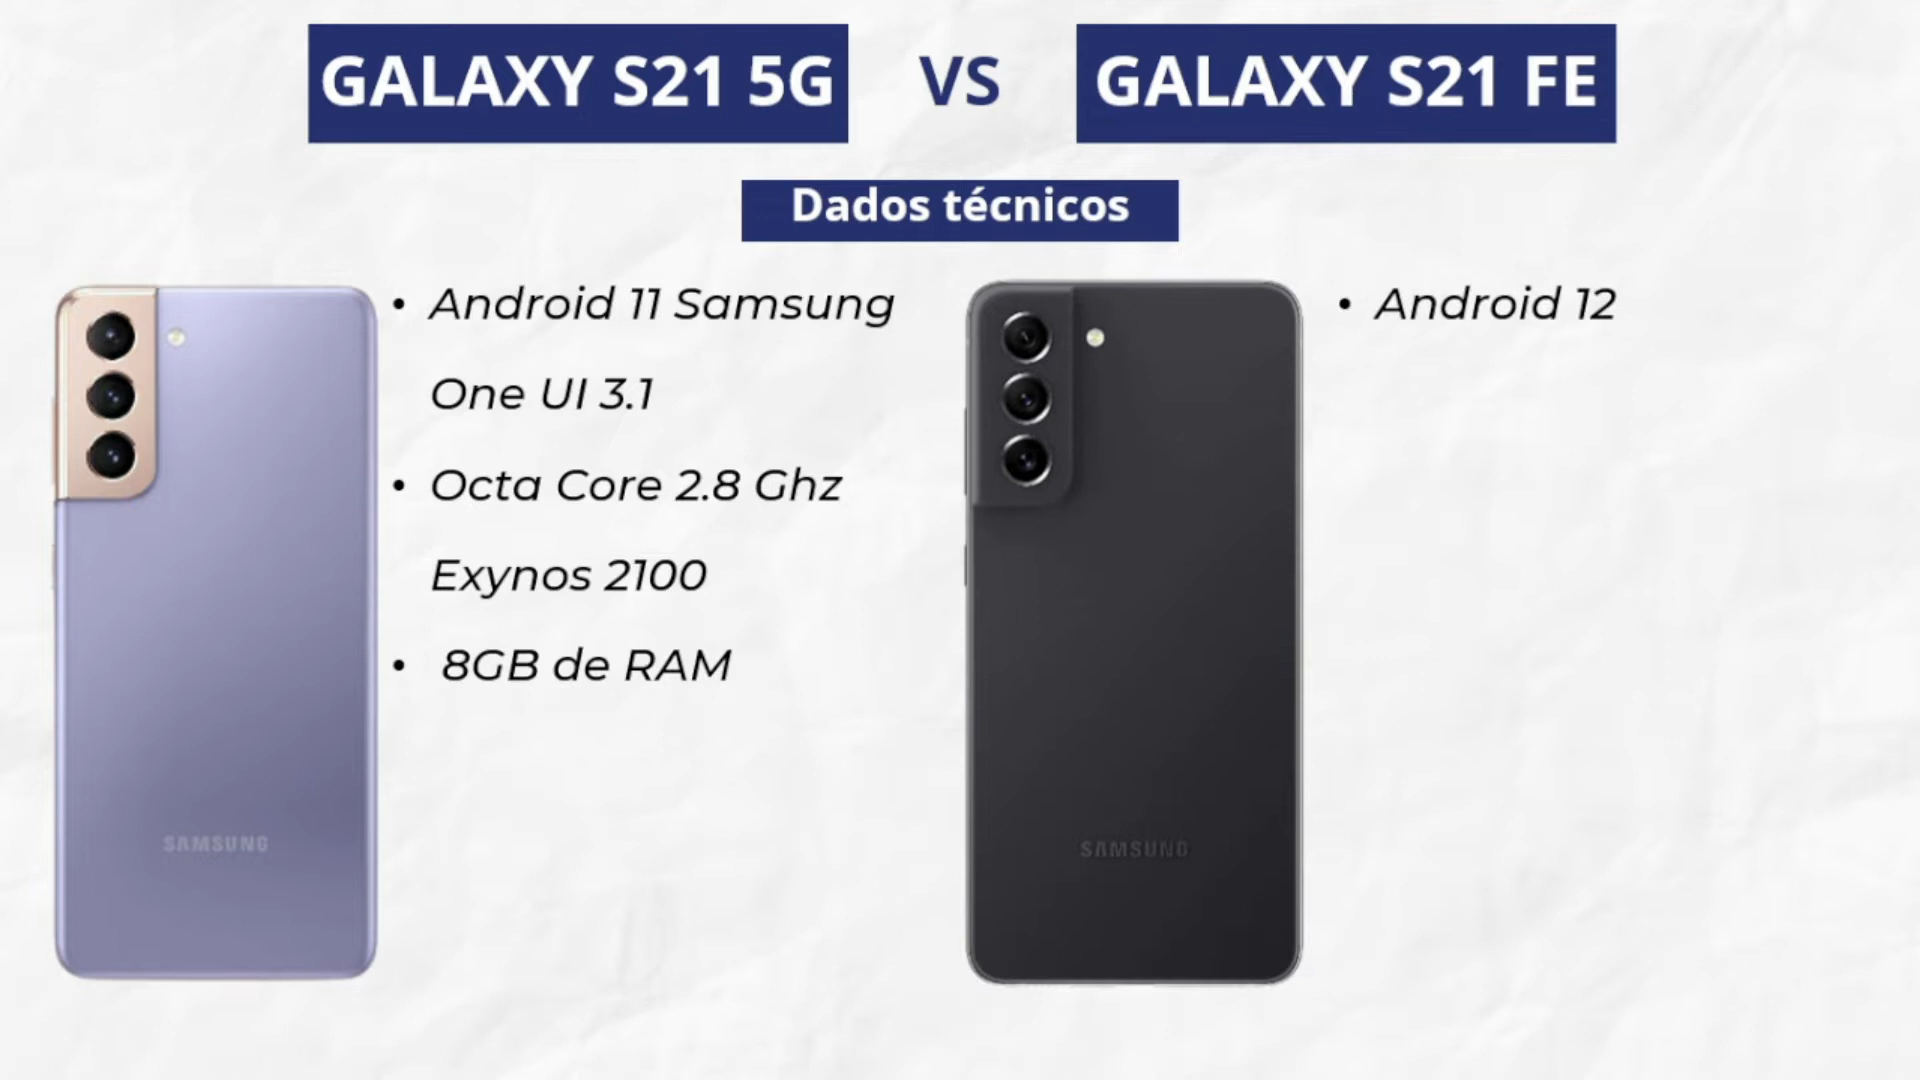 GALAXY S21 5G VS GALAXY S21 FE
Dados técnicos
• Android 11 Samsung
One UI 3.1
• Octa Core 2.8 Ghz
Exynos 2100
• 8GB de RAM
SAMSUNG
• Android 12
SAMSUNG